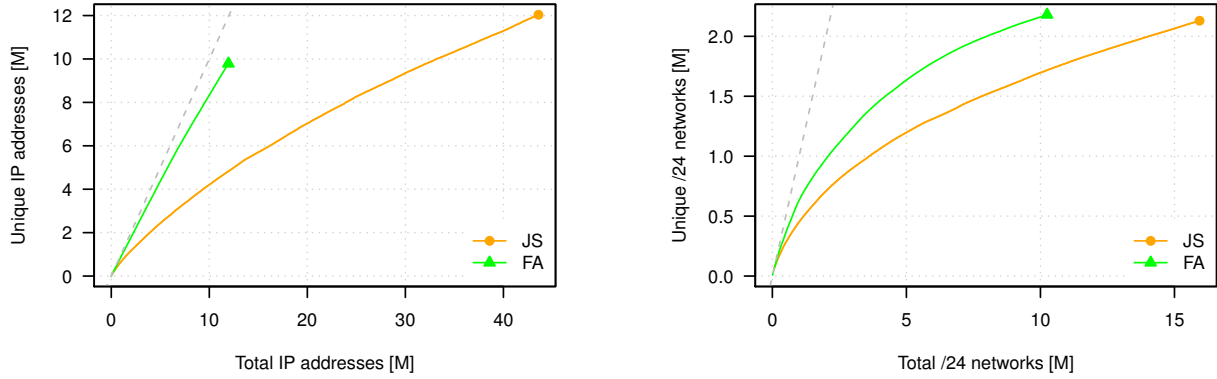 Unique IP addresses [M]
12
10
8
6
4
2
0
0 10 20 30 40
Total IP addresses [M]
JS
FA
Unique /24 networks [M]
2.0
1.5
1.0
0.5
0.0
0 5 10 15
Total /24 networks [M]
JS
FA